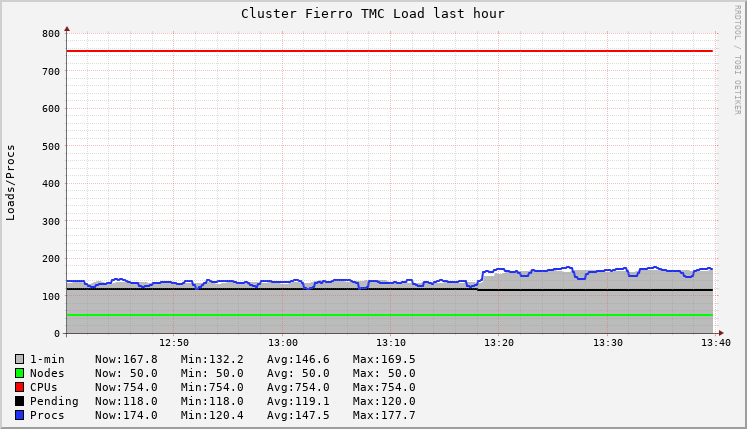 Cluster Fierro TMC Load last hour
RRDTOOL / TOBI OETIKER
Loads/Procs
800
700
600
500
400
300
200
100
0
12:50 13:00 13:10 13:20 13:30 13:40
1-min Now:167.8 Min:132.2 Avg:146.6 Max:169.5
Nodes Now: 50.0 Min: 50.0 Avg: 50.0 Max: 50.0
CPUs Now:754.0 Min:754.0 Avg:754.0 Max:754.0
Pending Now:118.0 Min:118.0 Avg:119.1 Max:120.0
Procs Now:174.0 Min:120.4 Avg:147.5 Max:177.7